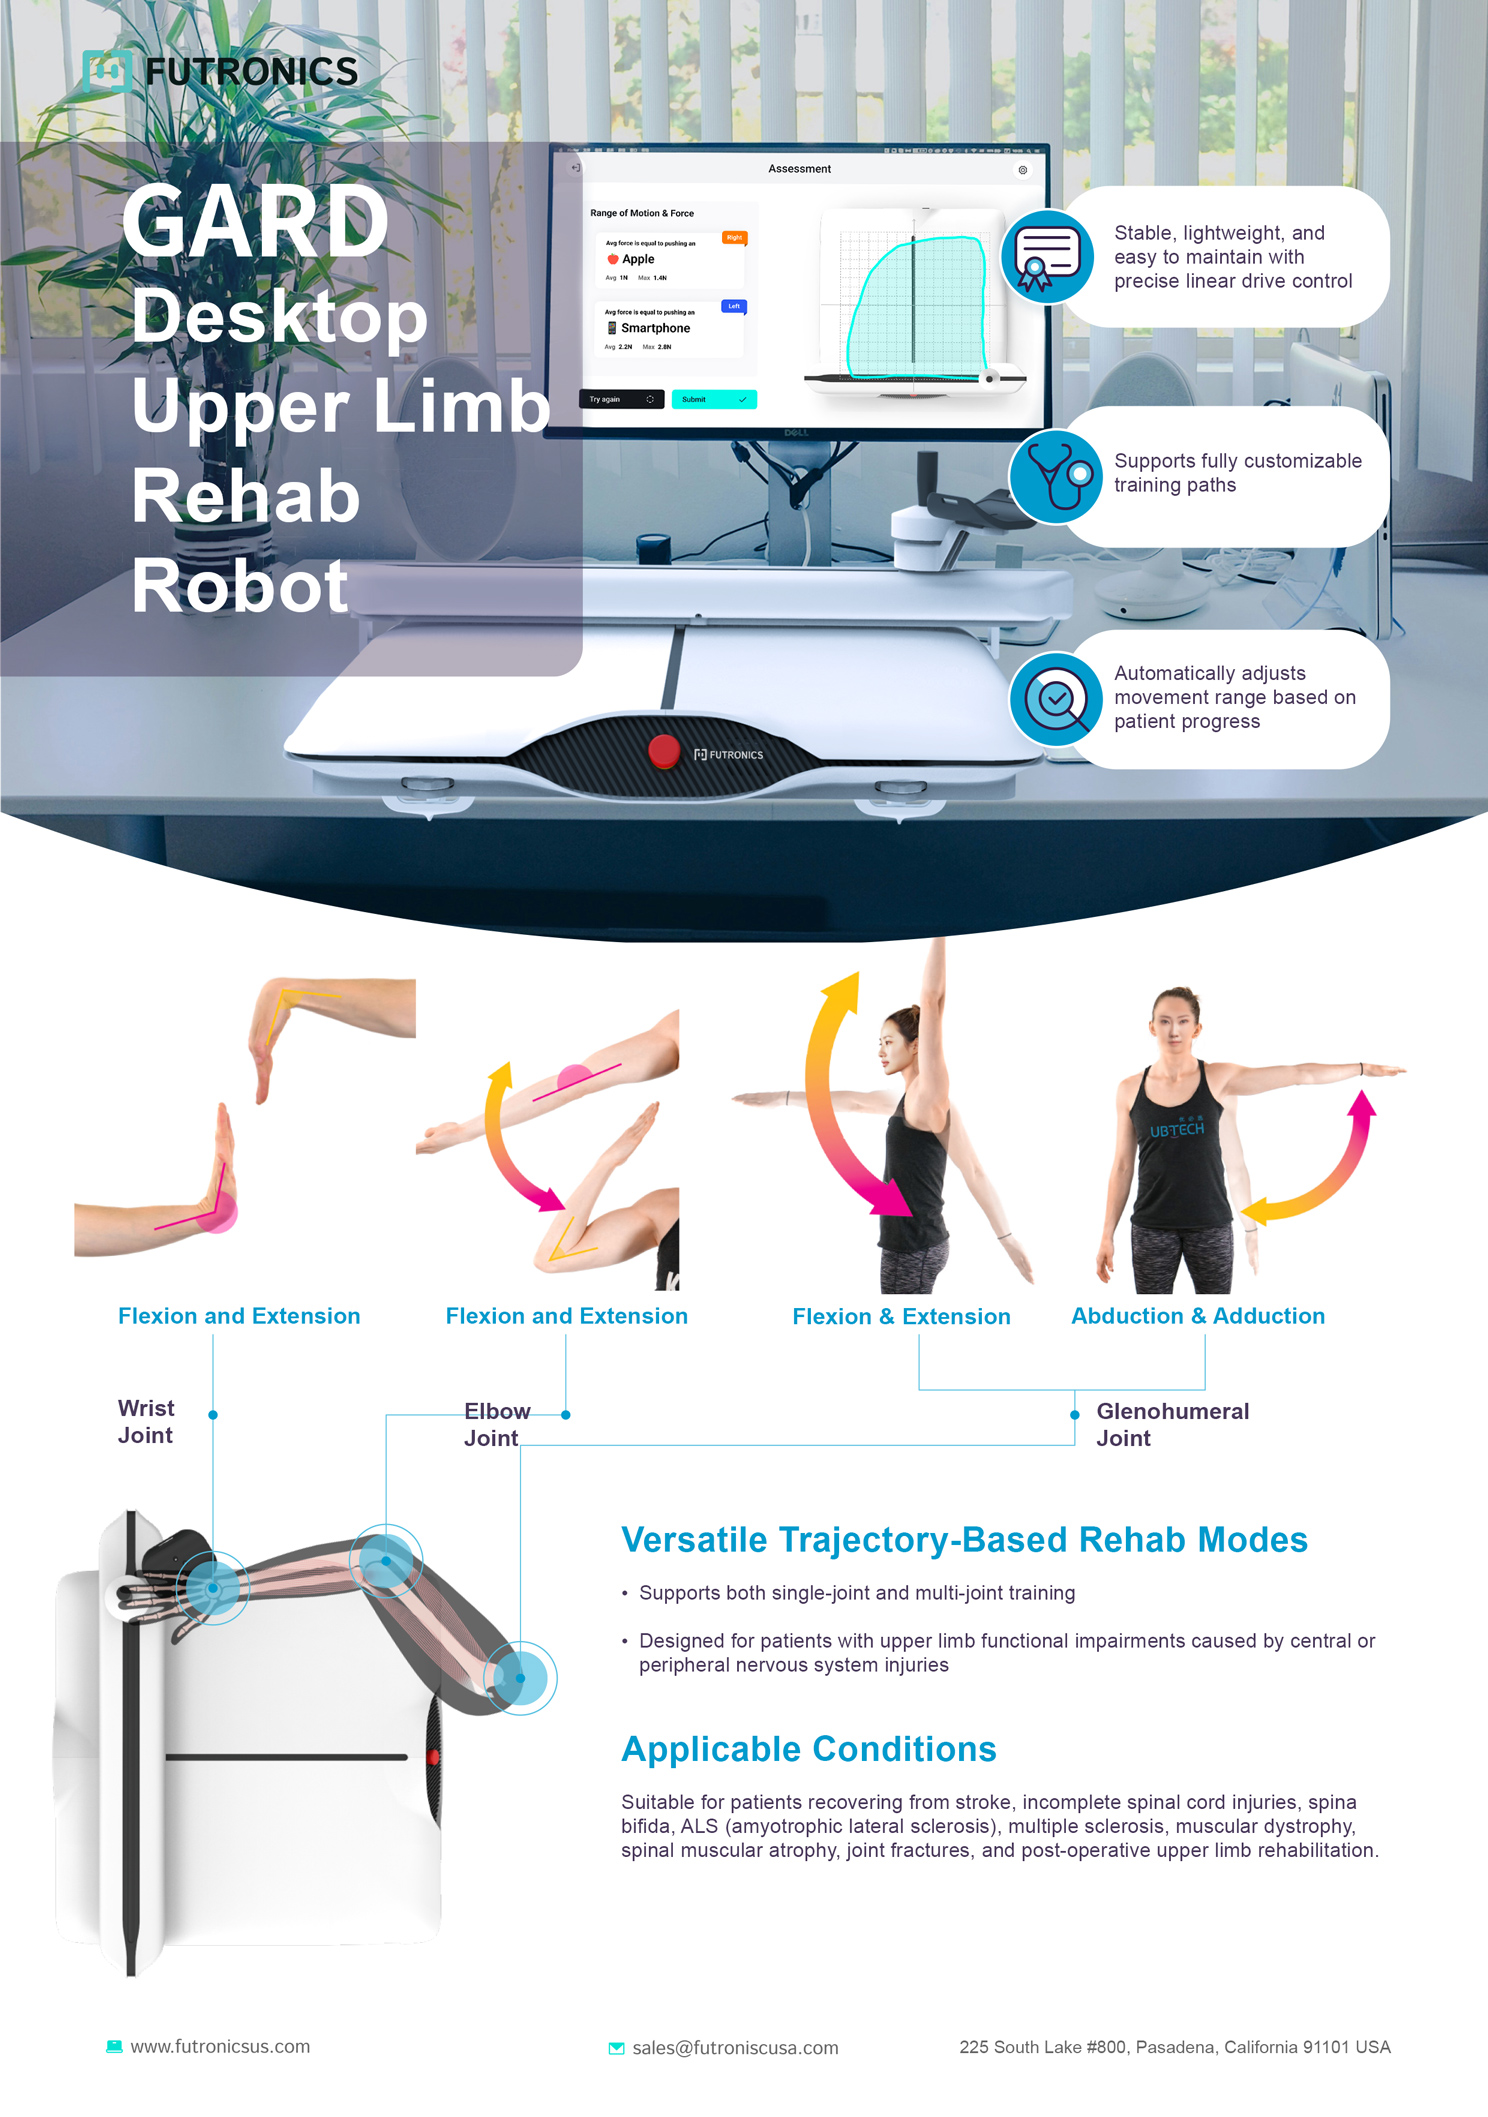 FUTRONICS
GARD
Desktop
Upper Limb
Rehab
Robot
Assessment
Range of Motion & Force
Right
Avg force is equal to pushing an
Apple
Avg 1N Max 1.4N
Left
Avg force is equal to pushing an
Smartphone
Avg 2.2N Max 2.8N
Try again
Submit
DELL
Stable, lightweight, and
easy to maintain with
precise linear drive control
Supports fully customizable
training paths
Automatically adjusts
movement range based on
patient progress
FUTRONICS
UBTECH
Flexion and Extension
Flexion and Extension
Flexion & Extension
Abduction & Adduction
Wrist
Joint
Elbow
Joint
Glenohumeral
Joint
Versatile Trajectory-Based Rehab Modes
• Supports both single-joint and multi-joint training
• Designed for patients with upper limb functional impairments caused by central or
peripheral nervous system injuries
Applicable Conditions
Suitable for patients recovering from stroke, incomplete spinal cord injuries, spina
bifida, ALS (amyotrophic lateral sclerosis), multiple sclerosis, muscular dystrophy,
spinal muscular atrophy, joint fractures, and post-operative upper limb rehabilitation.
www.futronicsus.com
sales@futroniscusa.com
225 South Lake #800, Pasadena, California 91101 USA